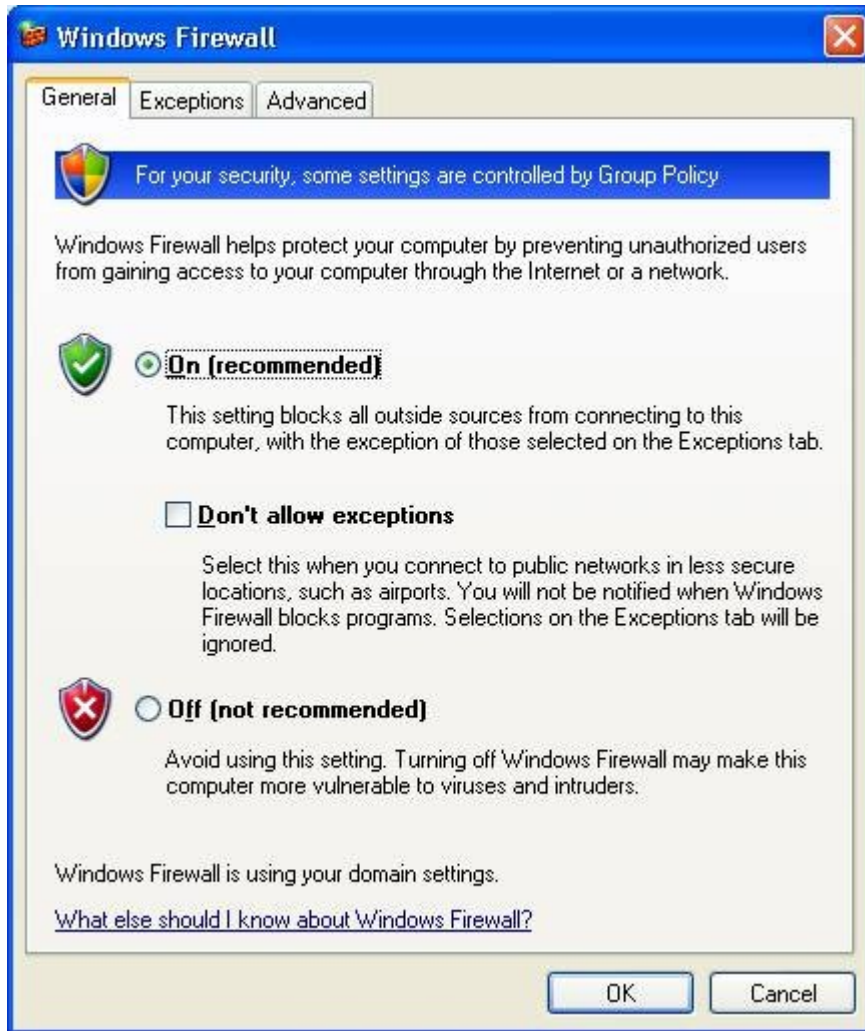 Windows Firewall
General Exceptions Advanced
For your security, some settings are controlled by Group Policy
Windows Firewall helps protect your computer by preventing unauthorized users
from gaining access to your computer through the Internet or a network.
On (recommended)
This setting blocks all outside sources from connecting to this
computer, with the exception of those selected on the Exceptions tab.
Don't allow exceptions
Select this when you connect to public networks in less secure
locations, such as airports. You will not be notified when Windows
Firewall blocks programs. Selections on the Exceptions tab will be
ignored.
Off (not recommended)
Avoid using this setting. Turning off Windows Firewall may make this
computer more vulnerable to viruses and intruders.
Windows Firewall is using your domain settings.
What else should I know about Windows Firewall?
OK Cancel